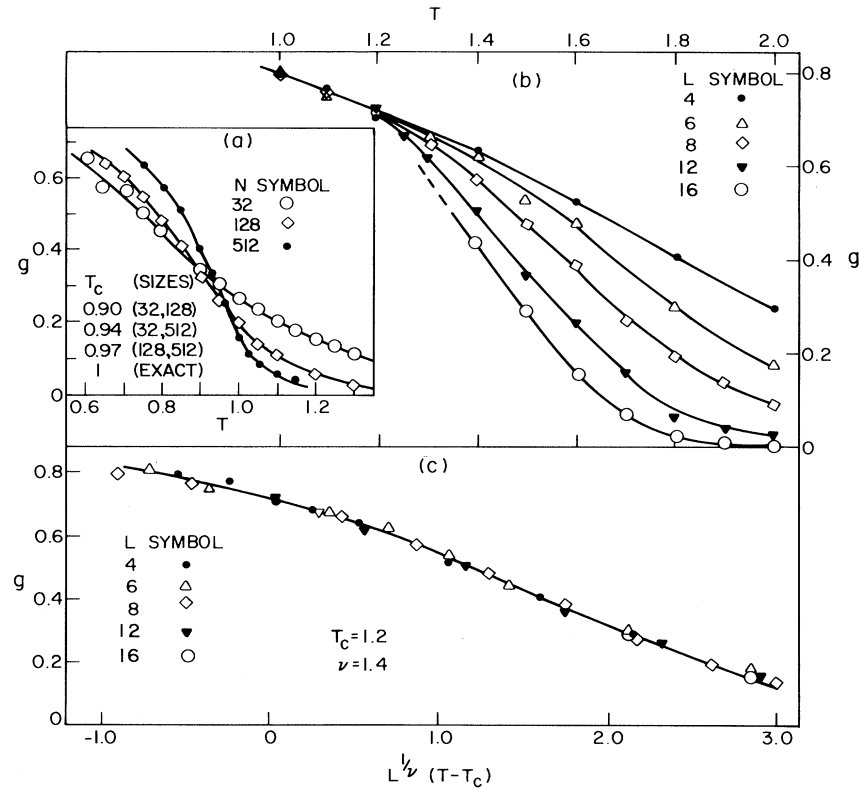 T
1.0 1.2 1.4 1.6 1.8 2.0
(b)
L SYMBOL
4
6
8
12
16
0.8
0.6
0.4
0.2
0
g
(a)
N SYMBOL
32
128
512
T_c (SIZES)
0.90 (32,128)
0.94 (32,512)
0.97 (128,512)
1 (EXACT)
g
0.6
0.4
0.2
0
0.6 0.8 1.0 1.2
T
(c)
0.8
0.6
0.4
0.2
0
g
L SYMBOL
4
6
8
12
16
T_c=1.2
ν=1.4
-1.0 0 1.0 2.0 3.0
L^1/ν (T-T_c)